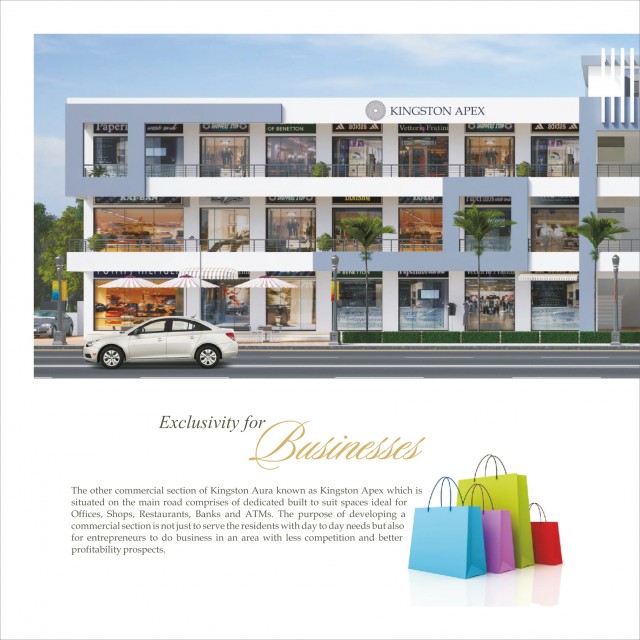 KINGSTON APEX
OF BENETTON
adidas
adidas
Exclusivity for
Businesses
The other commercial section of Kingston Aura known as Kingston Apex which is
situated on the main road comprises of dedicated built to suit spaces ideal for
Offices, Shops, Restaurants, Banks and ATMs. The purpose of developing a
commercial section is not just to serve the residents with day to day needs but also
for entrepreneurs to do business in an area with less competition and better
profitability prospects.